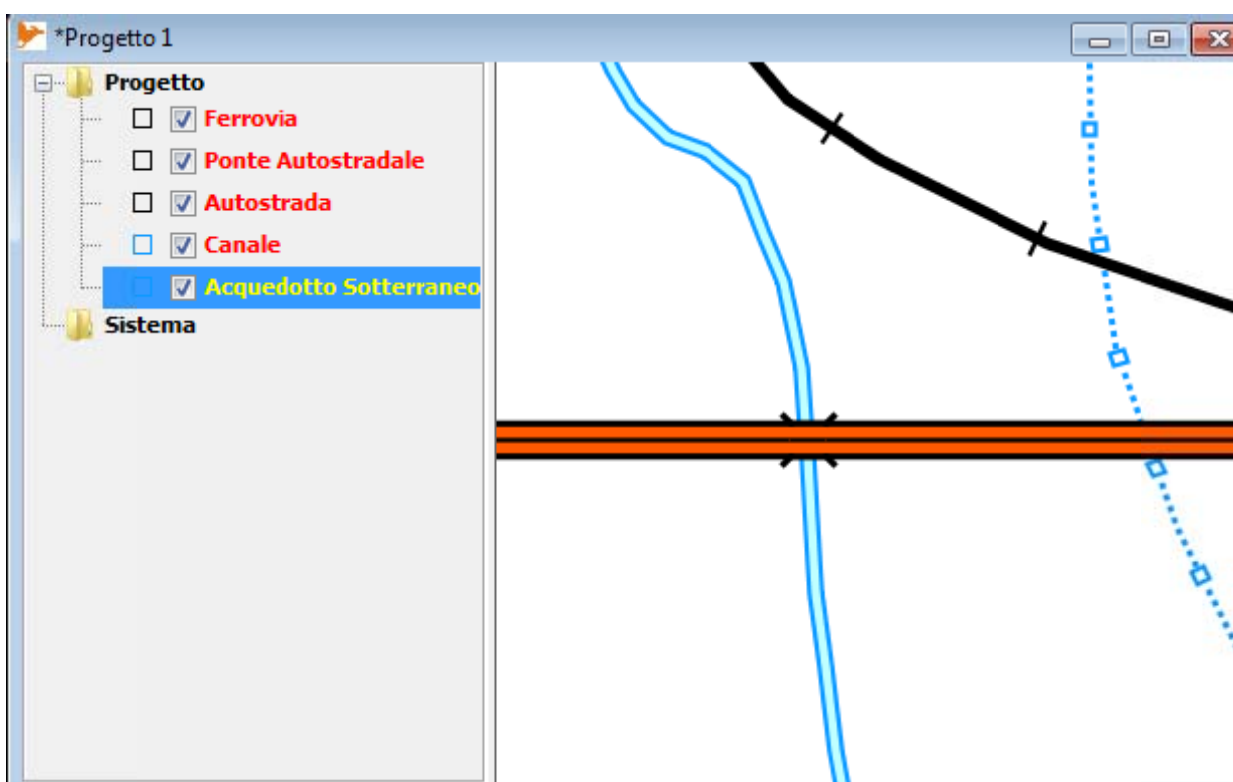 *Progetto 1
Progetto
Ferrovia
Ponte Autostradale
Autostrada
Canale
Acquedotto Sotterraneo
Sistema